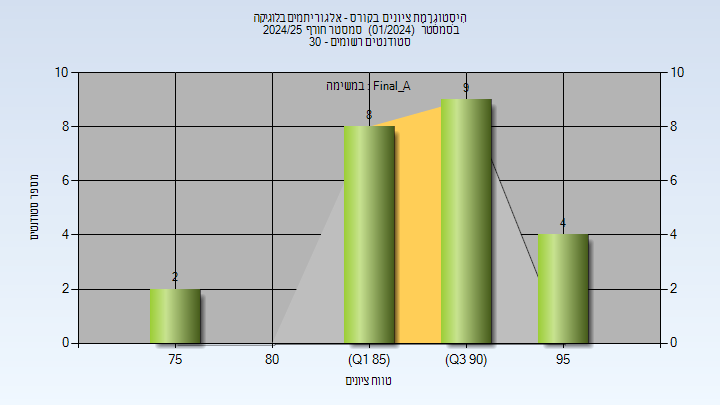 היסטוגרמת ציונים בקורס - אלגוריתמים בלוגיקה
בסמסטר (01/2024) סמסטר חורף 2024/25
סטודנטים רשומים - 30
במשימה : Final_A
10
8
6
4
2
0
10
8
6
4
2
0
2
8
9
4
75
80
(Q1 85)
(Q3 90)
95
מספר סטודנטים
טווח ציונים